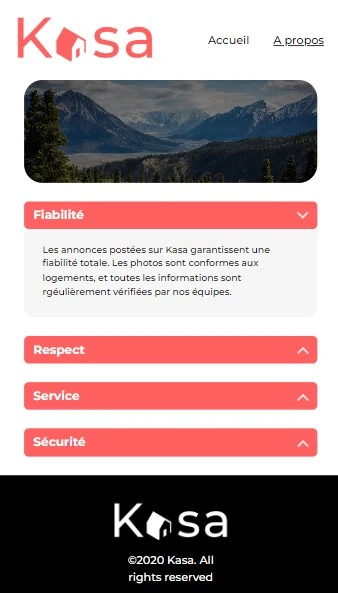 Kasa
Accueil
A propos
Fiabilité
Les annonces postées sur Kasa garantissent une
fiabilité totale. Les photos sont conformes aux
logements, et toutes les informations sont
rgéulièrement vérifiées par nos équipes.
Respect
Service
Sécurité
Kasa
©2020 Kasa. All
rights reserved